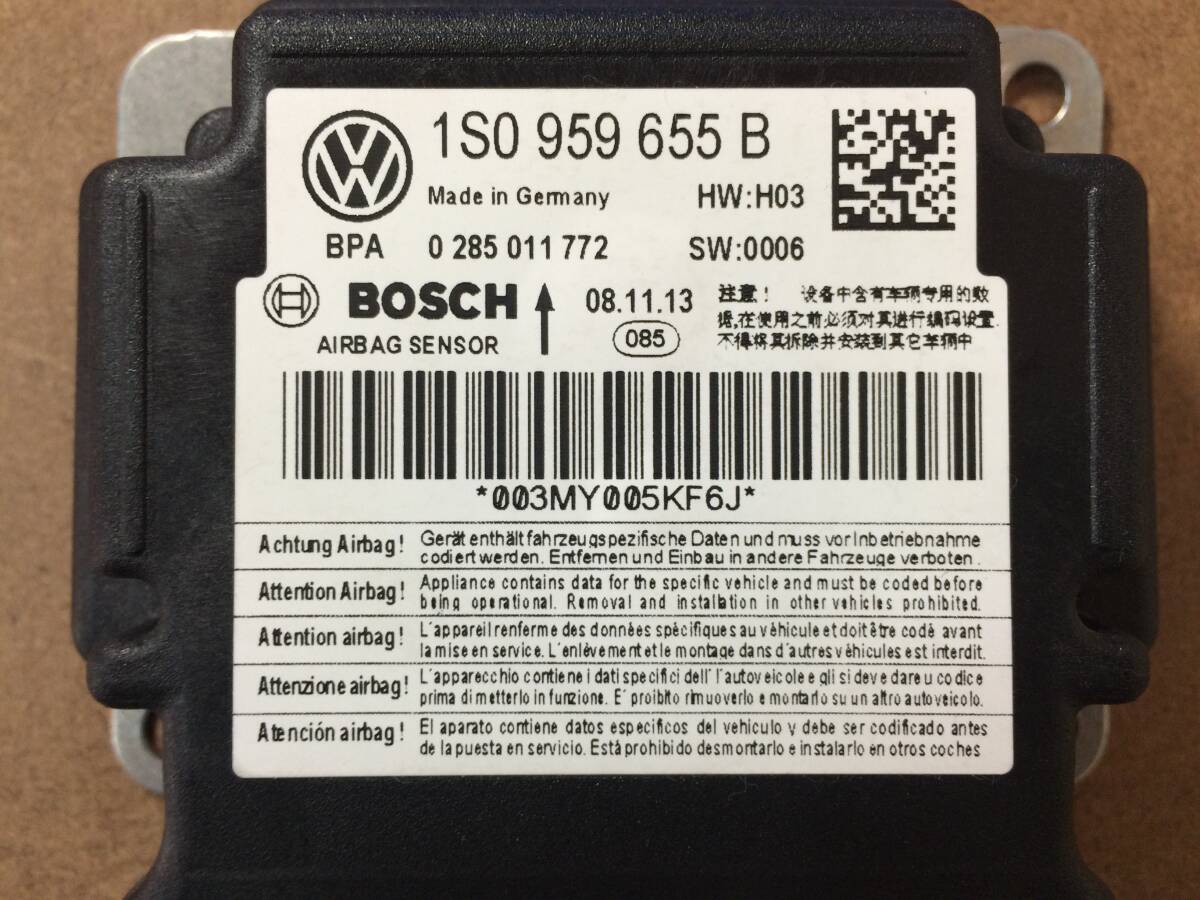 1S0 959 655 B
Made in Germany HW:H03
BPA 0 285 011 772 SW:0006
BOSCH 08.11.13
AIRBAG SENSOR 085
注意！ 设备中含有车辆专用的数
据,在使用之前必须对其进行编码设置.
不得将其拆除并安装到其它车辆中
*003MY005KF6J*
Achtung Airbag! Gerät enthält fahrzeugspezifische Daten und muss vor Inbetriebnahme
codiert werden. Entfernen und Einbau in andere Fahrzeuge verboten.
Attention Airbag! Appliance contains data for the specific vehicle and must be coded before
being operational. Removal and installation in other vehicles prohibited.
Attention airbag! L'appareil renferme des données spécifiques au véhicule et doit être codé avant
la mise en service. L'enlévement et le montage dans d'autres véhicules est interdit.
Attenzione airbag! L'apparecchio contiene i dati specifici dell'l'autoveicolo e gli si deve dare u codice
prima di metterlo in funzione. E' proibito rimuoverlo e montarlo su un altro autoveicolo.
Atención airbag! El aparato contiene datos especificos del vehiculo y debe ser codificado antes
de la puesta en servicio. Está prohibido desmontarlo e instalarlo en otros coches